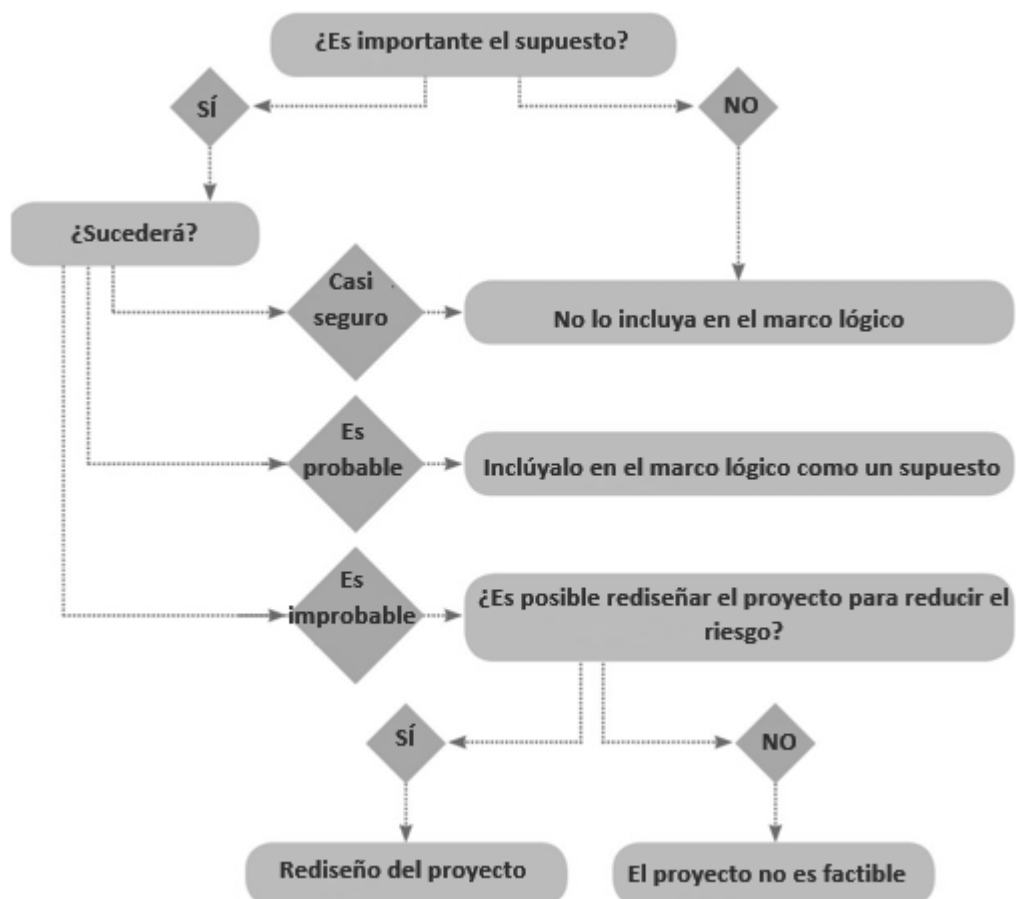 ¿Es importante el supuesto?
SÍ
NO
¿Sucederá?
Casi
seguro
No lo incluya en el marco lógico
Es
probable
Inclúyalo en el marco lógico como un supuesto
Es
improbable
¿Es posible rediseñar el proyecto para reducir el
riesgo?
SÍ
NO
Rediseño del proyecto
El proyecto no es factible